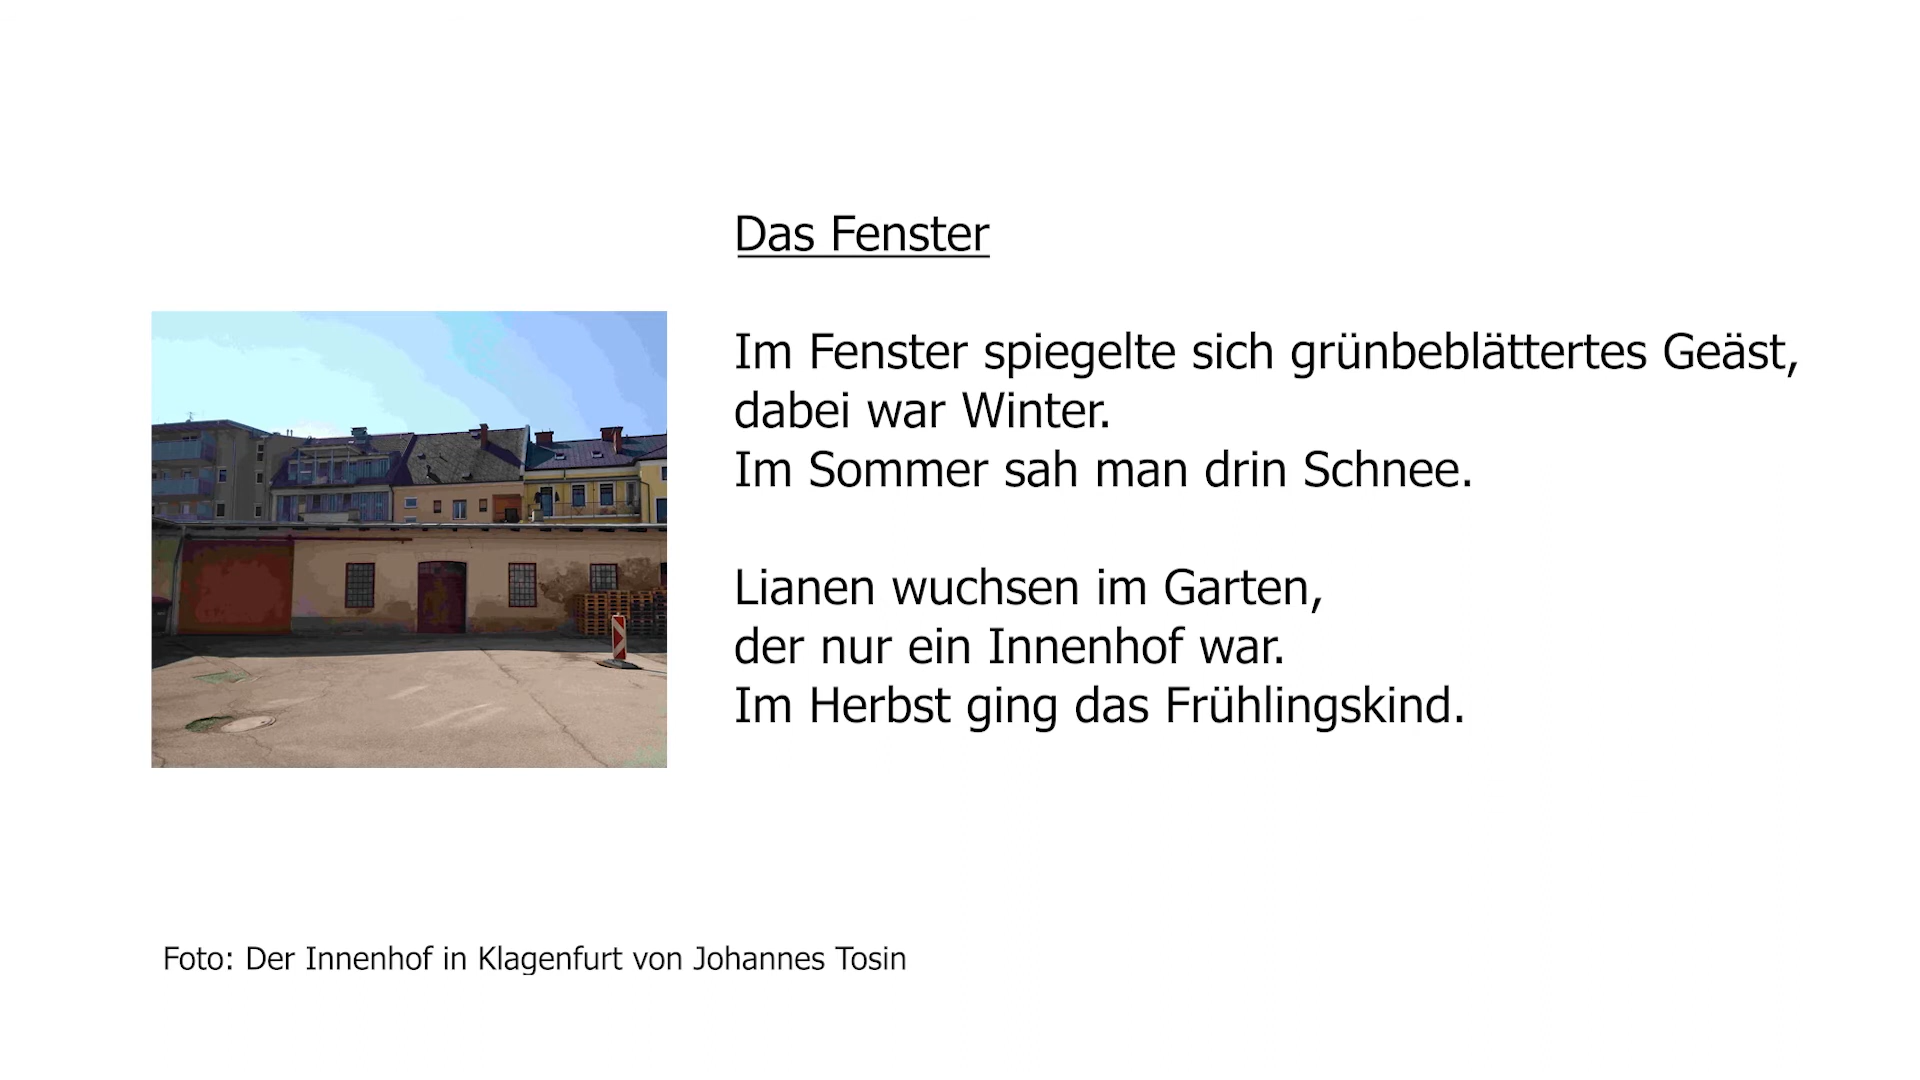 Das Fenster
Im Fenster spiegelte sich grünbeblättertes Geäst,
dabei war Winter.
Im Sommer sah man drin Schnee.
Lianen wuchsen im Garten,
der nur ein Innenhof war.
Im Herbst ging das Frühlingskind.
Foto: Der Innenhof in Klagenfurt von Johannes Tosin